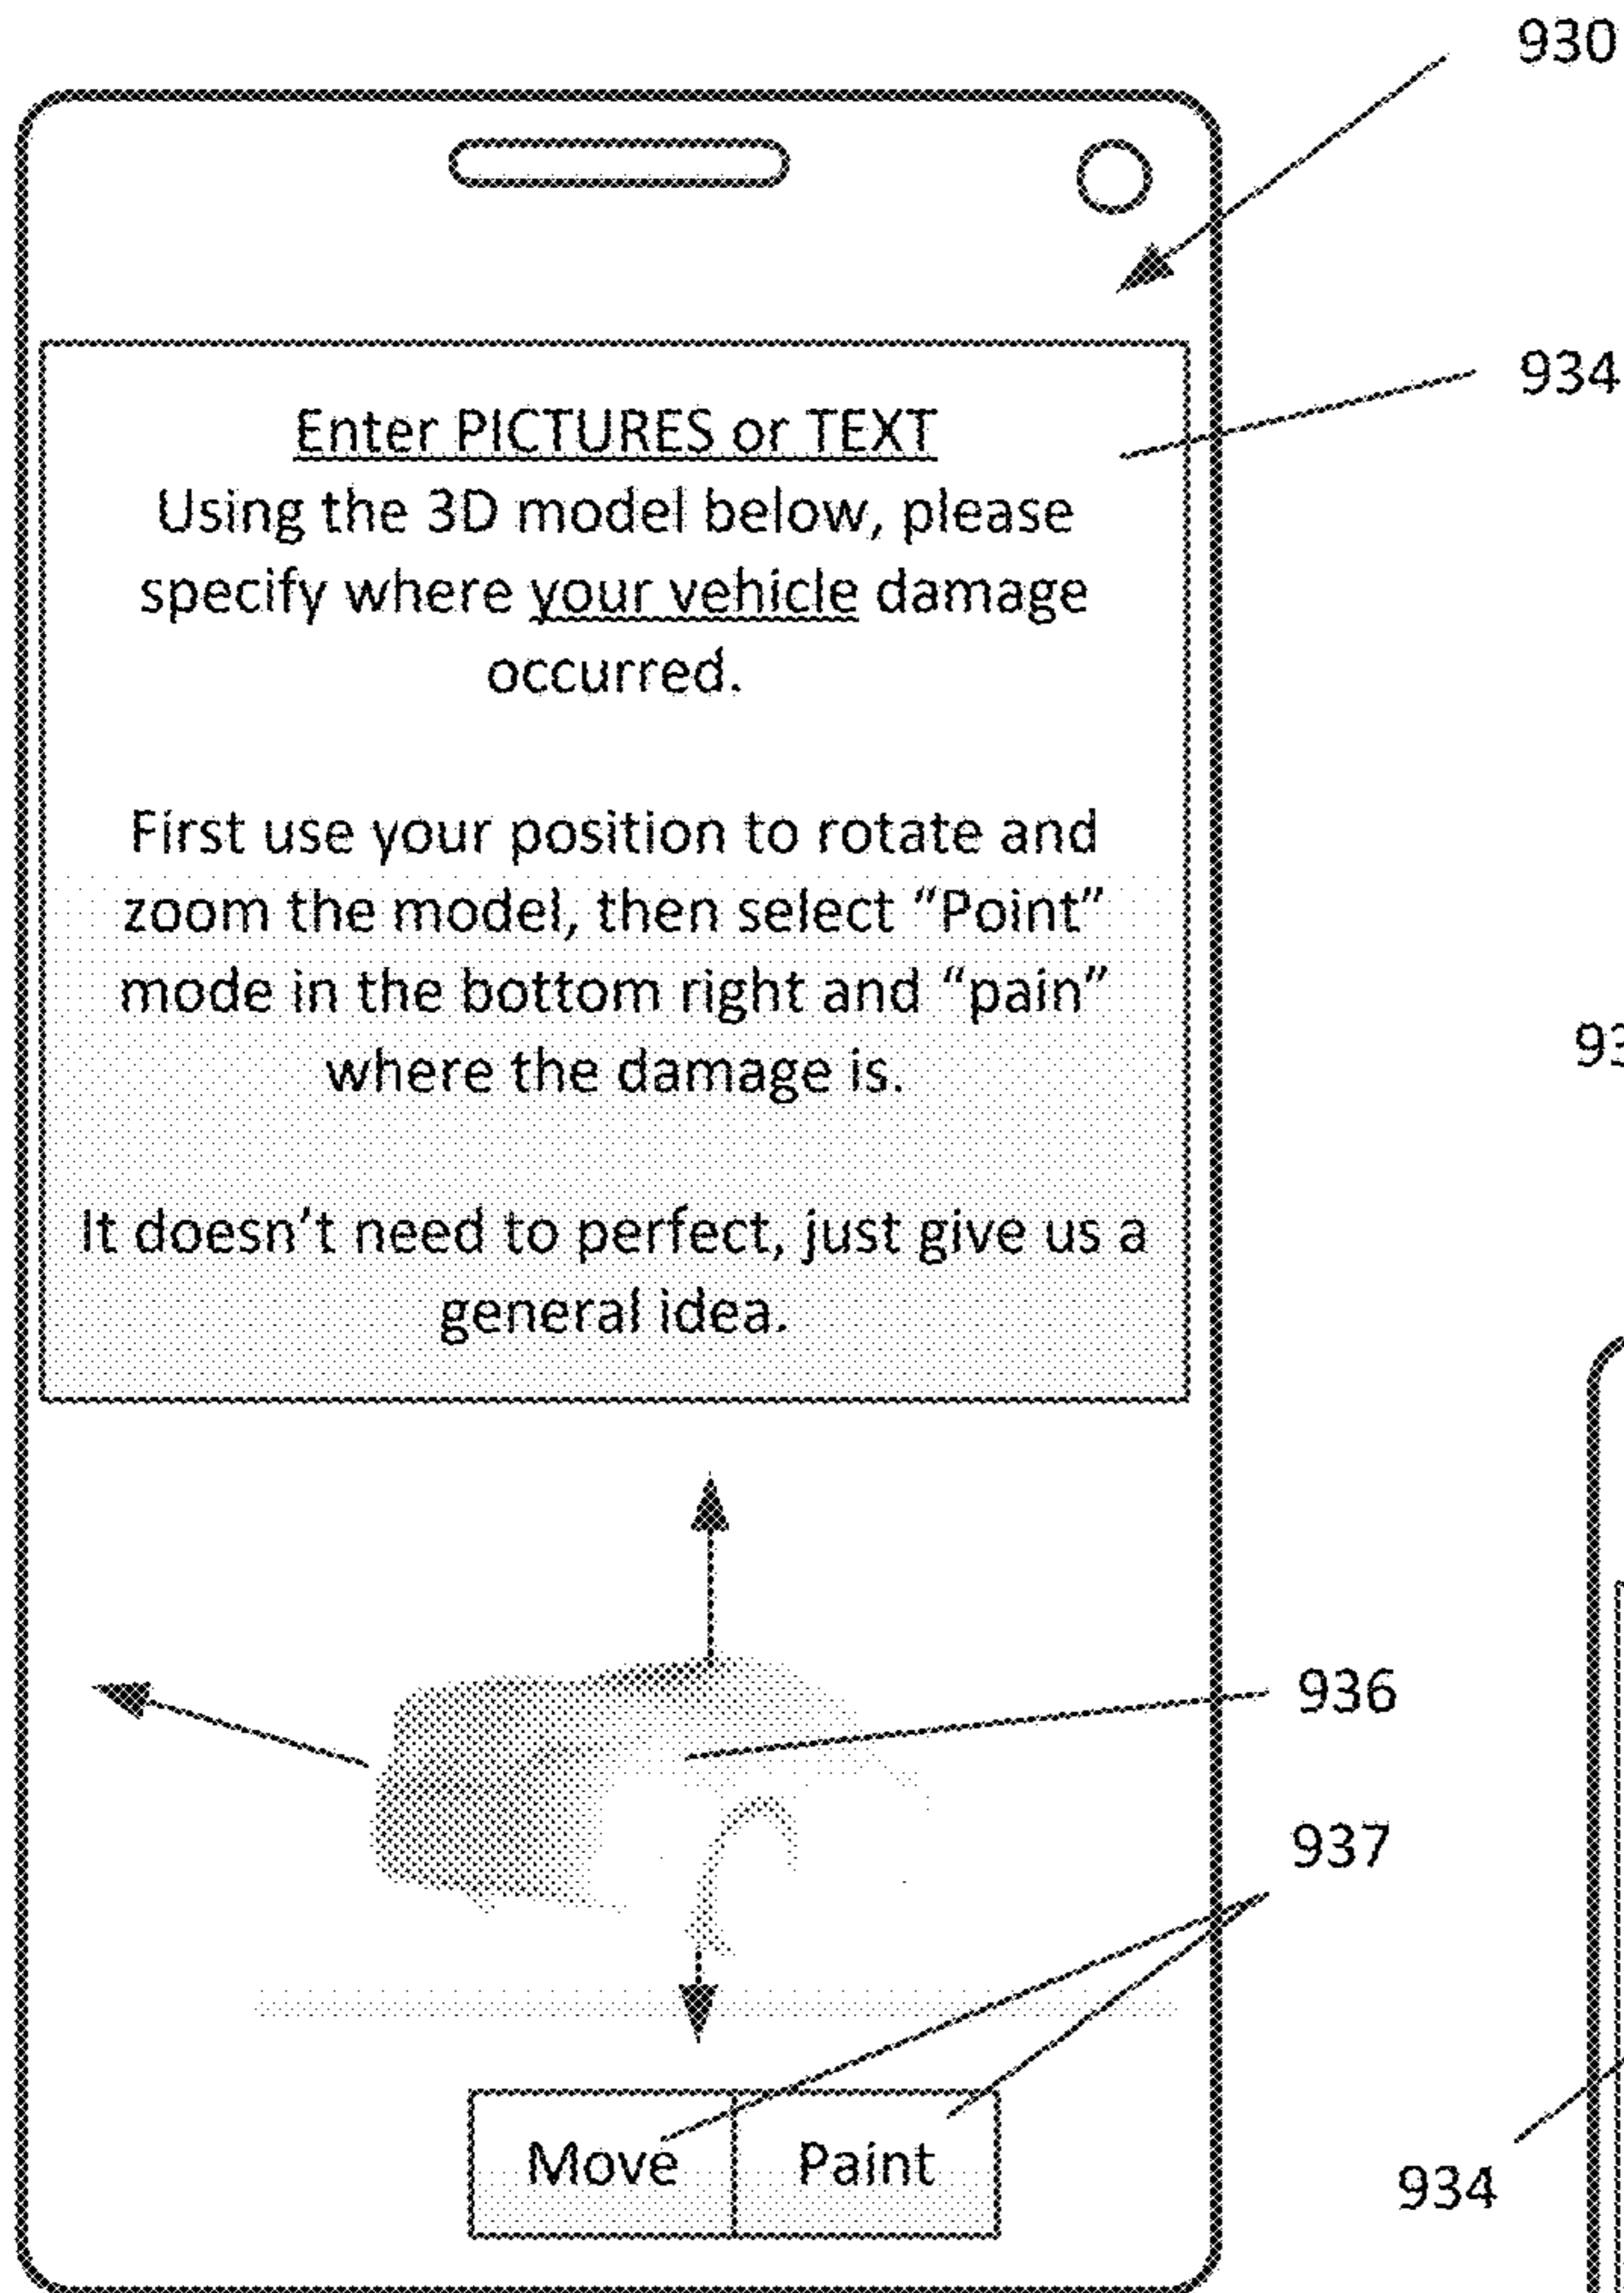 930
934
Enter PICTURES or TEXT
Using the 3D model below, please
specify where your vehicle damage
occurred.
First use your position to rotate and
zoom the model, then select “Point”
mode in the bottom right and “pain”
where the damage is.
It doesn’t need to perfect, just give us a
general idea.
936
937
Move Paint
934